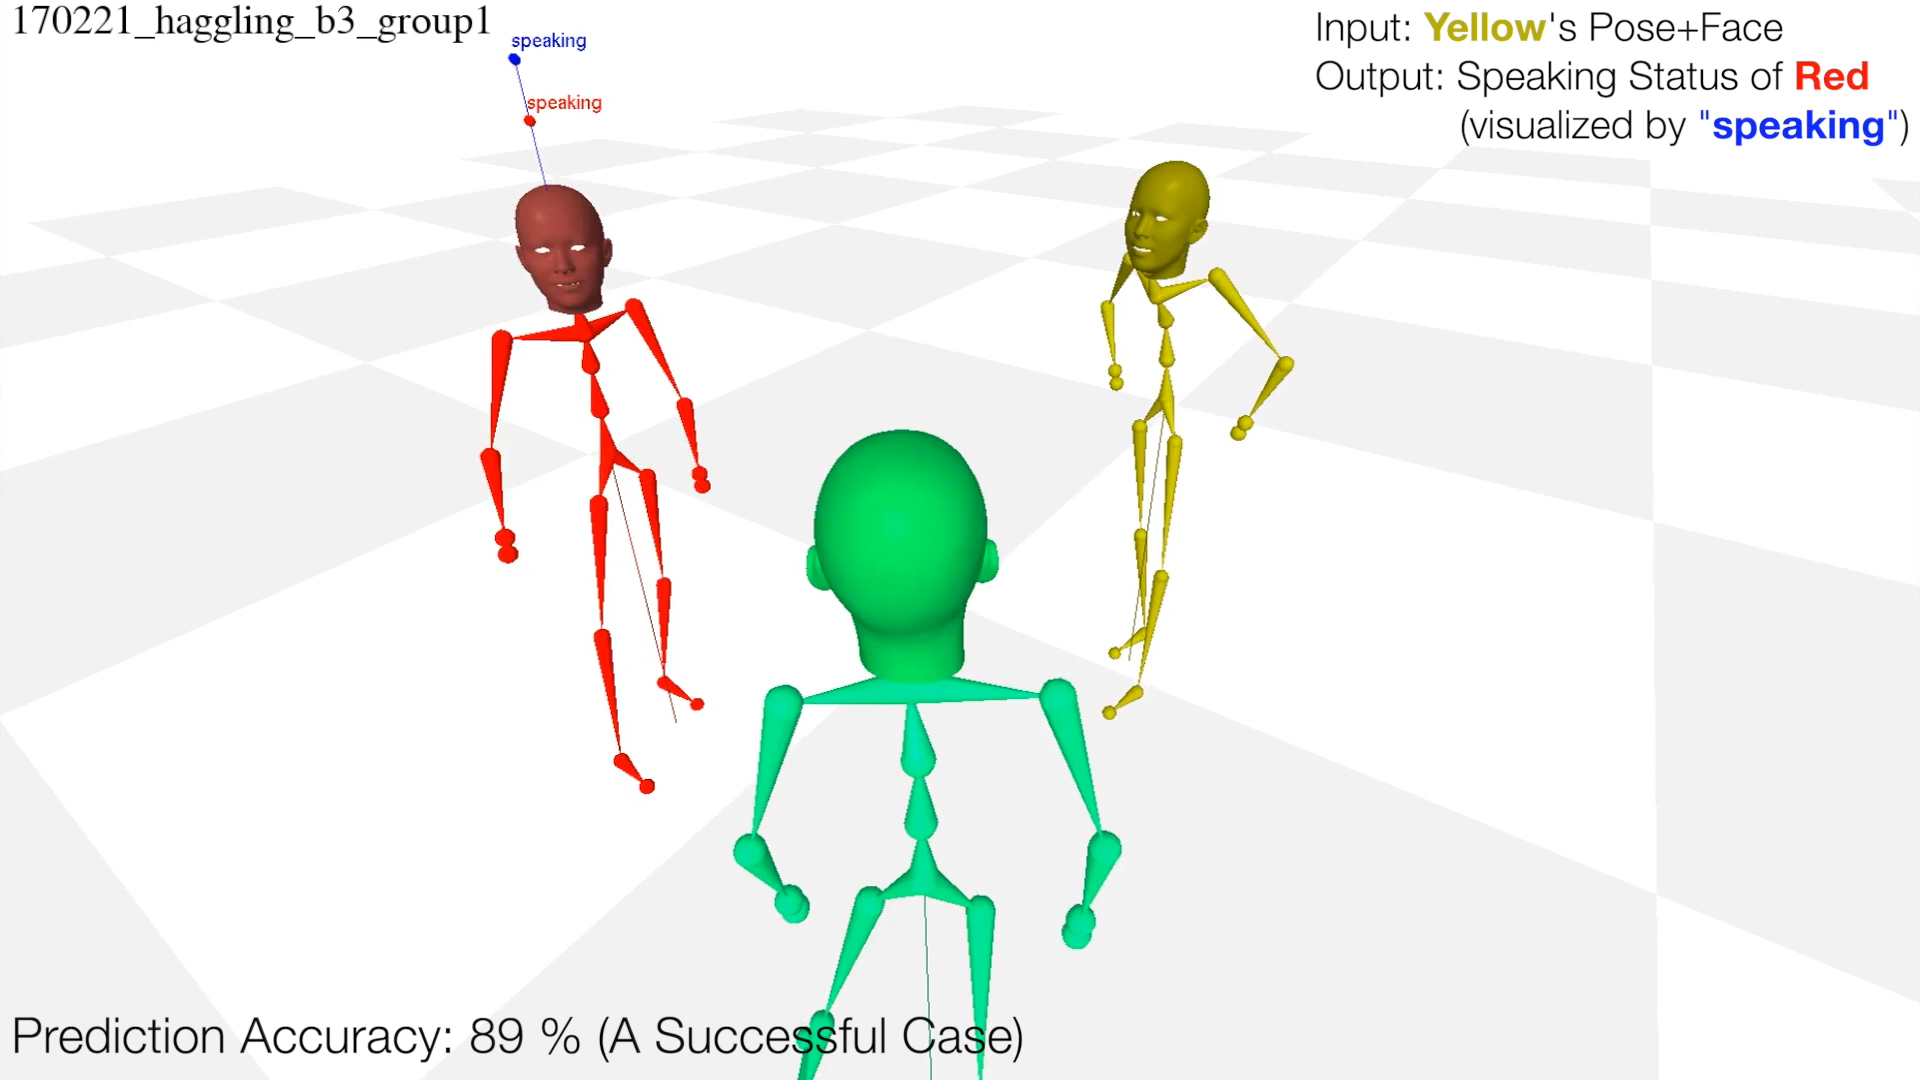 170221_haggling_b3_group1
speaking
speaking
Input: Yellow's Pose+Face
Output: Speaking Status of Red
(visualized by "speaking")
Prediction Accuracy: 89 % (A Successful Case)